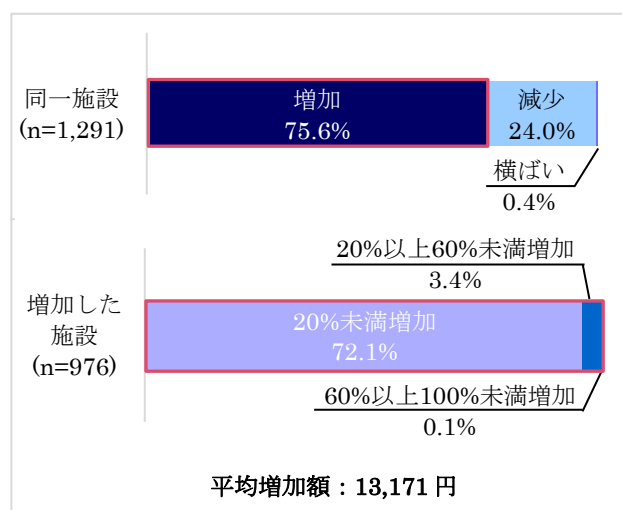 同一施設
(n=1,291)
増加
75.6%
減少
24.0%
横ばい
0.4%
20%以上60%未満増加
3.4%
増加した
施設
(n=976)
20%未満増加
72.1%
60%以上100%未満増加
0.1%
平均増加額：13,171 円